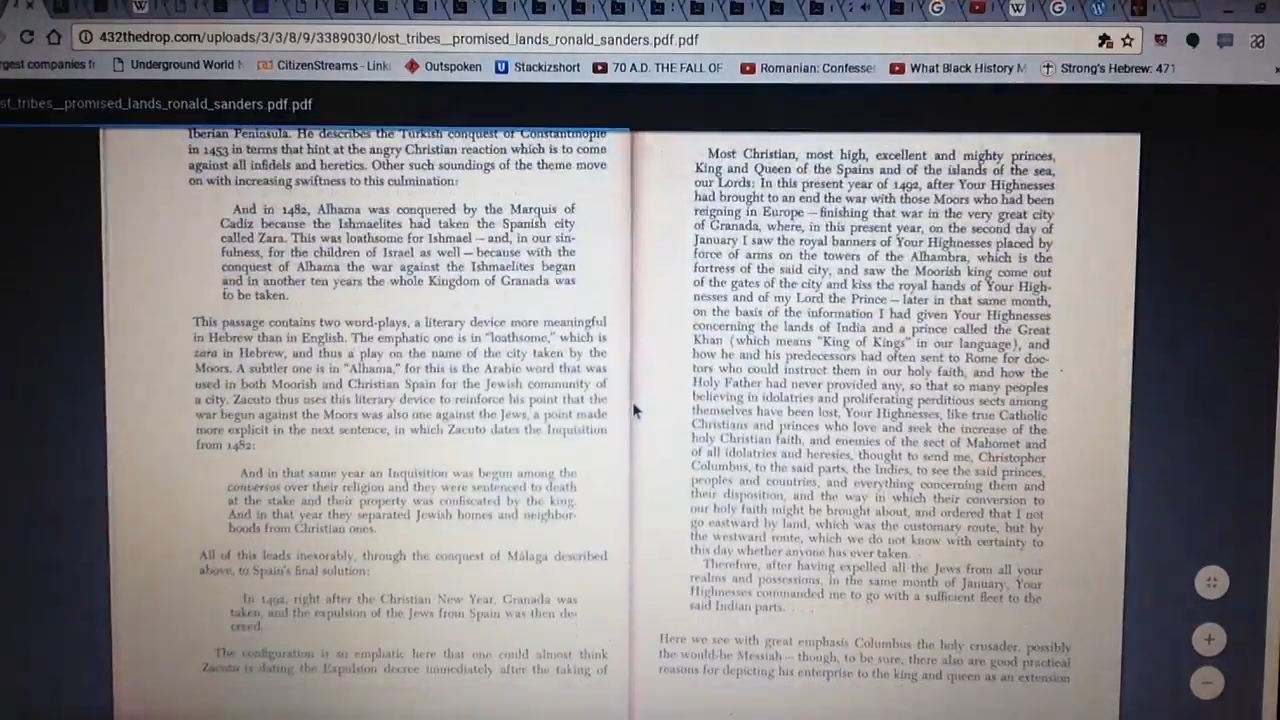 432thedrop.com/uploads/3/3/8/9/3389030/lost_tribes__promised_lands_ronald_sanders.pdf.pdf
rgest companies fr
Underground World N
CitizenStreams - Link
Outspoken
Stackizshort
70 A.D. THE FALL OF
Romanian: Confesse
What Black History M
Strong's Hebrew: 471
st_tribes__promised_lands_ronald_sanders.pdf.pdf
Iberian Peninsula. He describes the Turkish conquest of Constantinople
in 1453 in terms that hint at the angry Christian reaction which is to come
against all infidels and heretics. Other such soundings of the theme move
on with increasing swiftness to this culmination:
And in 1482, Alhama was conquered by the Marquis of
Cadiz because the Ishmaelites had taken the Spanish city
called Zara. This was loathsome for Ishmael — and, in our sin-
fulness, for the children of Israel as well — because with the
conquest of Alhama the war against the Ishmaelites began
and in another ten years the whole Kingdom of Granada was
to be taken.
This passage contains two word-plays, a literary device more meaningful
in Hebrew than in English. The emphatic one is in "loathsome," which is
zara in Hebrew, and thus a play on the name of the city taken by the
Moors. A subtler one is in "Alhama," for this is the Arabic word that was
used in both Moorish and Christian Spain for the Jewish community of
a city. Zacuto thus uses this literary device to reinforce his point that the
war begun against the Moors was also one against the Jews, a point made
more explicit in the next sentence, in which Zacuto dates the Inquisition
from 1482:
And in that same year an Inquisition was begun among the
conversos over their religion and they were sentenced to death
at the stake and their property was confiscated by the king.
And in that year they separated Jewish homes and neighbor-
hoods from Christian ones.
All of this leads inexorably, through the conquest of Málaga described
above, to Spain's final solution:
In 1492, right after the Christian New Year, Granada was
taken, and the expulsion of the Jews from Spain was then de-
creed.
The configuration is so emphatic here that one could almost think
Zacuto is dating the Expulsion decree immediately after the taking of
Most Christian, most high, excellent and mighty princes,
King and Queen of the Spains and of the islands of the sea,
our Lords: In this present year of 1492, after Your Highnesses
had brought to an end the war with those Moors who had been
reigning in Europe — finishing that war in the very great city
of Granada, where, in this present year, on the second day of
January I saw the royal banners of Your Highnesses placed by
force of arms on the towers of the Alhambra, which is the
fortress of the said city, and saw the Moorish king come out
of the gates of the city and kiss the royal hands of Your High-
nesses and of my Lord the Prince — later in that same month,
on the basis of the information I had given Your Highnesses
concerning the lands of India and a prince called the Great
Khan (which means "King of Kings" in our language), and
how he and his predecessors had often sent to Rome for doc-
tors who could instruct them in our holy faith, and how the
Holy Father had never provided any, so that so many peoples
believing in idolatries and proliferating perditious sects among
themselves have been lost, Your Highnesses, like true Catholic
Christians and princes who love and seek the increase of the
holy Christian faith, and enemies of the sect of Mahomet and
of all idolatries and heresies, thought to send me, Christopher
Columbus, to the said parts, the Indies, to see the said princes,
peoples and countries, and everything concerning them and
their disposition, and the way in which their conversion to
our holy faith might be brought about, and ordered that I not
go eastward by land, which was the customary route, but by
the westward route, which we do not know with certainty to
this day whether anyone has ever taken.
Therefore, after having expelled all the Jews from all your
realms and possessions, in the same month of January, Your
Highnesses commanded me to go with a sufficient fleet to the
said Indian parts. . . .
Here we see with great emphasis Columbus the holy crusader, possibly
the would-be Messiah — though, to be sure, there also are good practical
reasons for depicting his enterprise to the king and queen as an extension